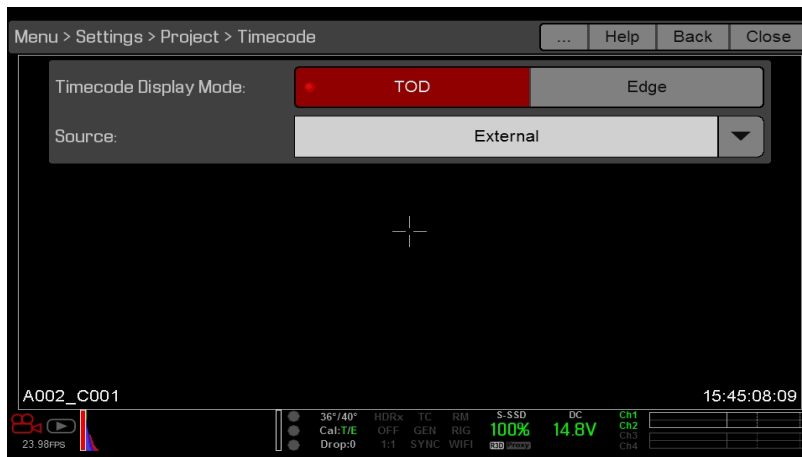 Menu > Settings > Project > Timecode ... Help Back Close
Timecode Display Mode: TOD Edge
Source: External
A002_C001 15:45:08:09
36°/40° HDRx TC RM S-SSD DC Ch1
Cal:T/E OFF GEN RIG 100% 14.8V Ch2
23.98FPS Drop:0 1:1 SYNC WIFI R3D Proxy Ch3
Ch4